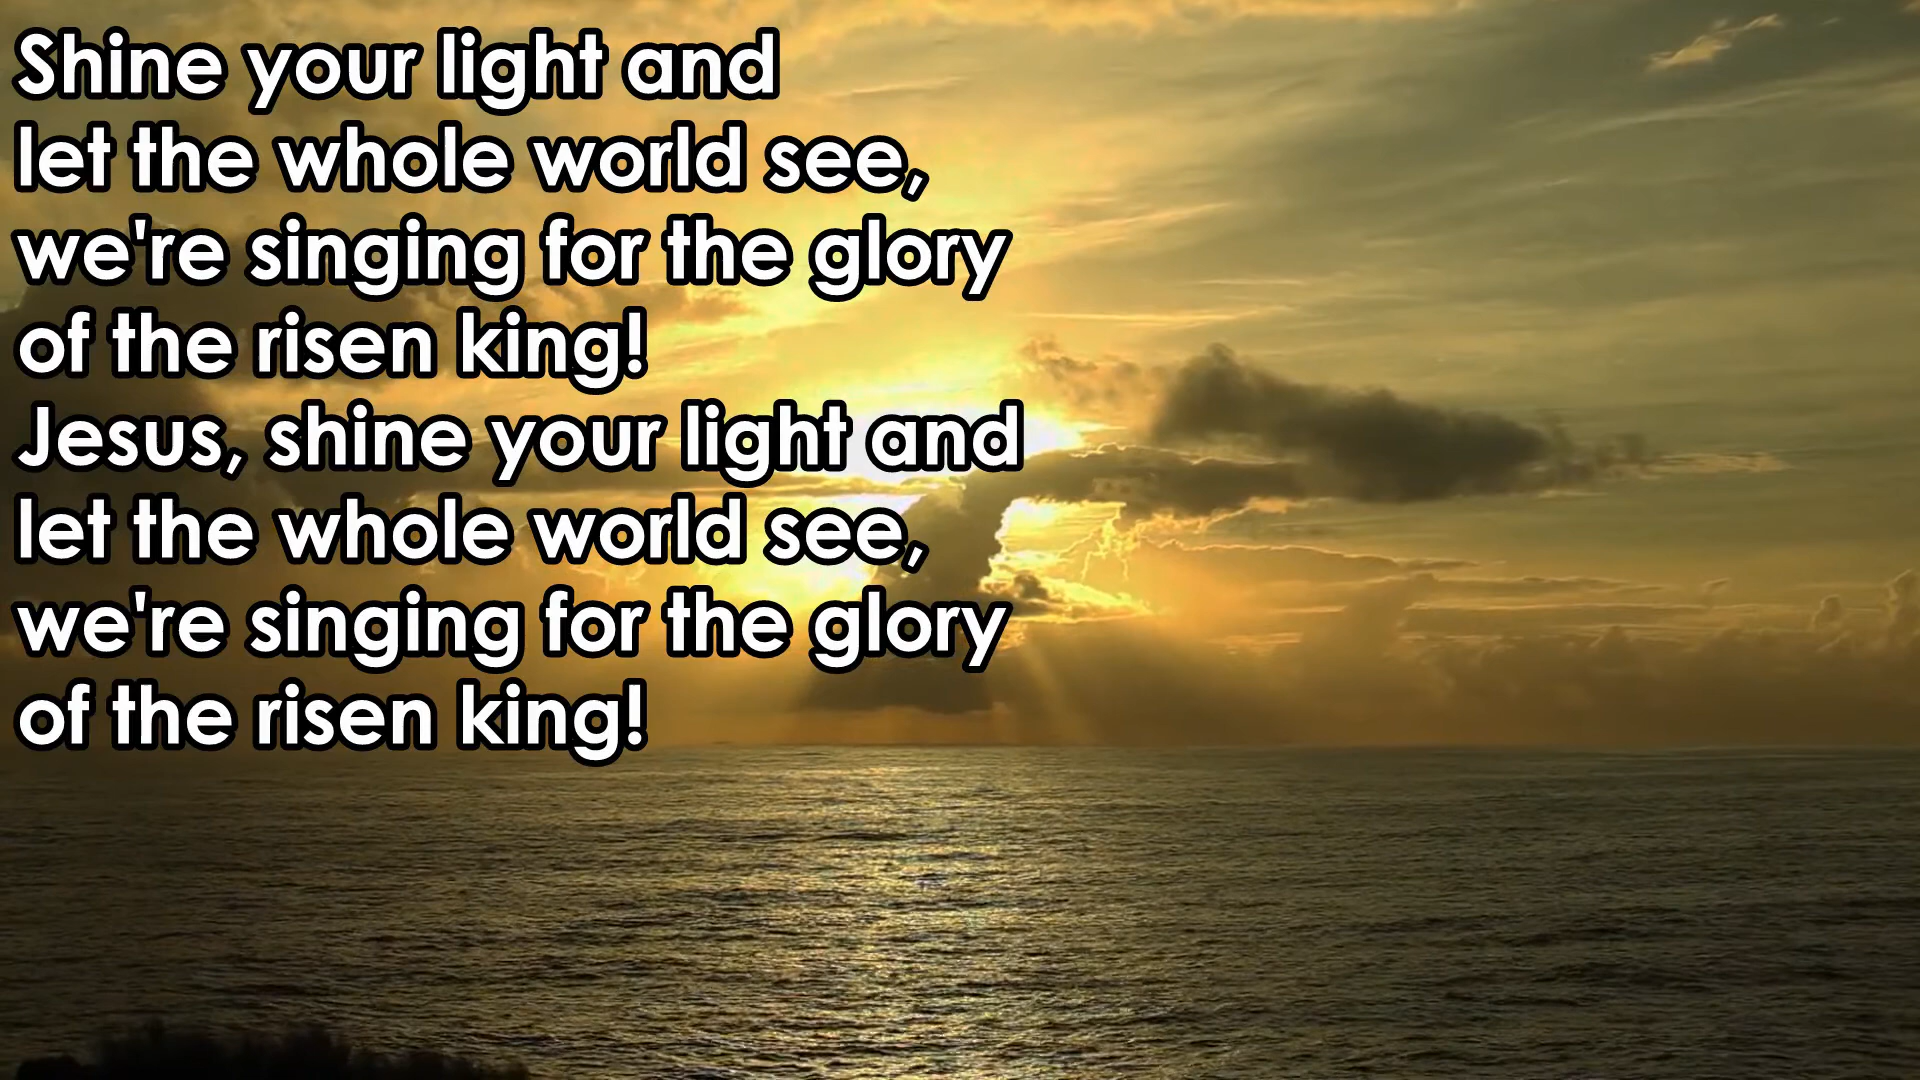 Shine your light and
let the whole world see,
we're singing for the glory
of the risen king!
Jesus, shine your light and
let the whole world see,
we're singing for the glory
of the risen king!